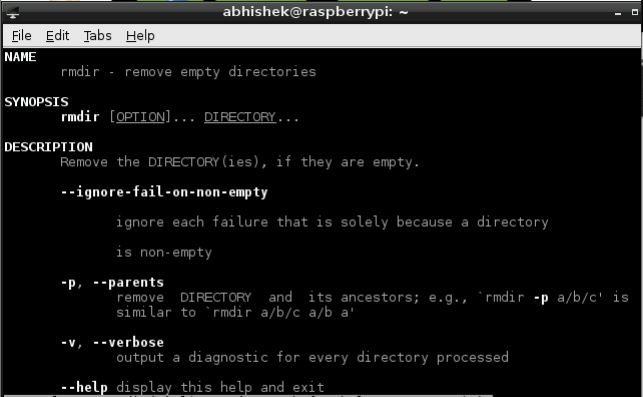 abhishek@raspberrypi: ~
File Edit Tabs Help
NAME
rmdir - remove empty directories
SYNOPSIS
rmdir [OPTION]... DIRECTORY...
DESCRIPTION
Remove the DIRECTORY(ies), if they are empty.
--ignore-fail-on-non-empty
ignore each failure that is solely because a directory
is non-empty
-p, --parents
remove DIRECTORY and its ancestors; e.g., `rmdir -p a/b/c' is
similar to `rmdir a/b/c a/b a'
-v, --verbose
output a diagnostic for every directory processed
--help display this help and exit